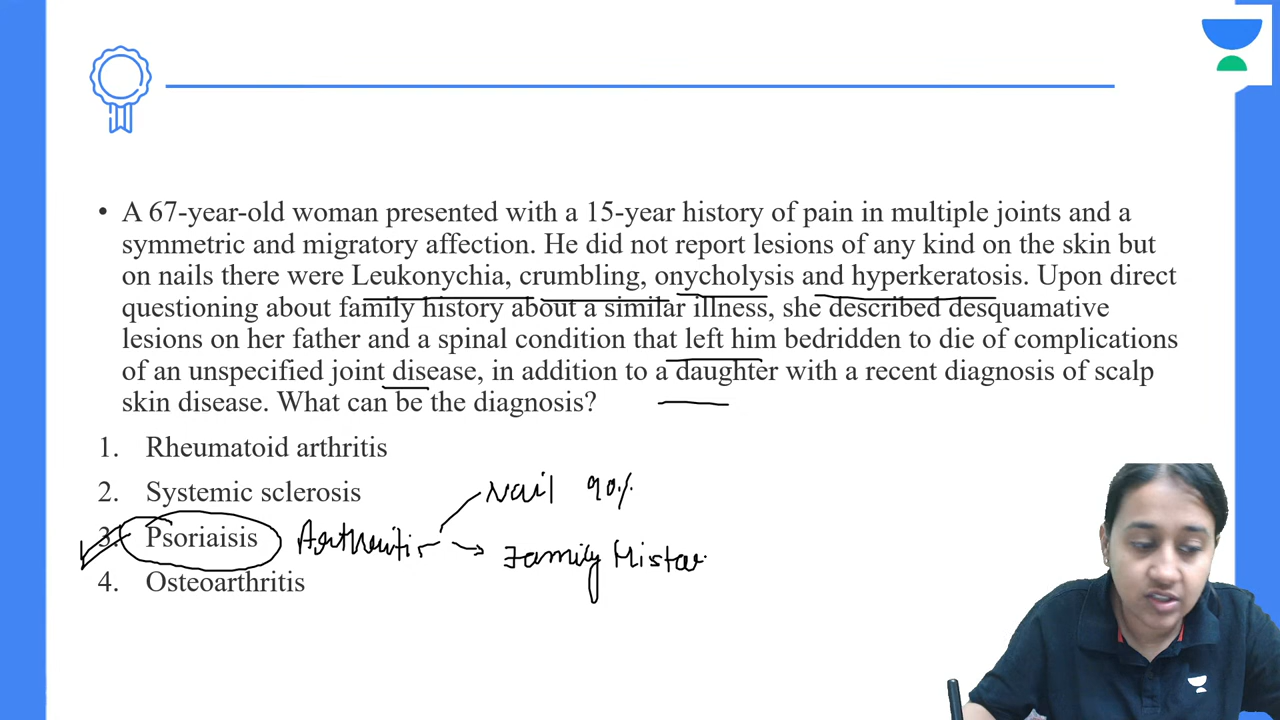 • A 67-year-old woman presented with a 15-year history of pain in multiple joints and a
symmetric and migratory affection. He did not report lesions of any kind on the skin but
on nails there were Leukonychia, crumbling, onycholysis and hyperkeratosis. Upon direct
questioning about family history about a similar illness, she described desquamative
lesions on her father and a spinal condition that left him bedridden to die of complications
of an unspecified joint disease, in addition to a daughter with a recent diagnosis of scalp
skin disease. What can be the diagnosis?
1. Rheumatoid arthritis
2. Systemic sclerosis
Nail 90%
3. Psoriaisis Arthritis
Family Histor
4. Osteoarthritis